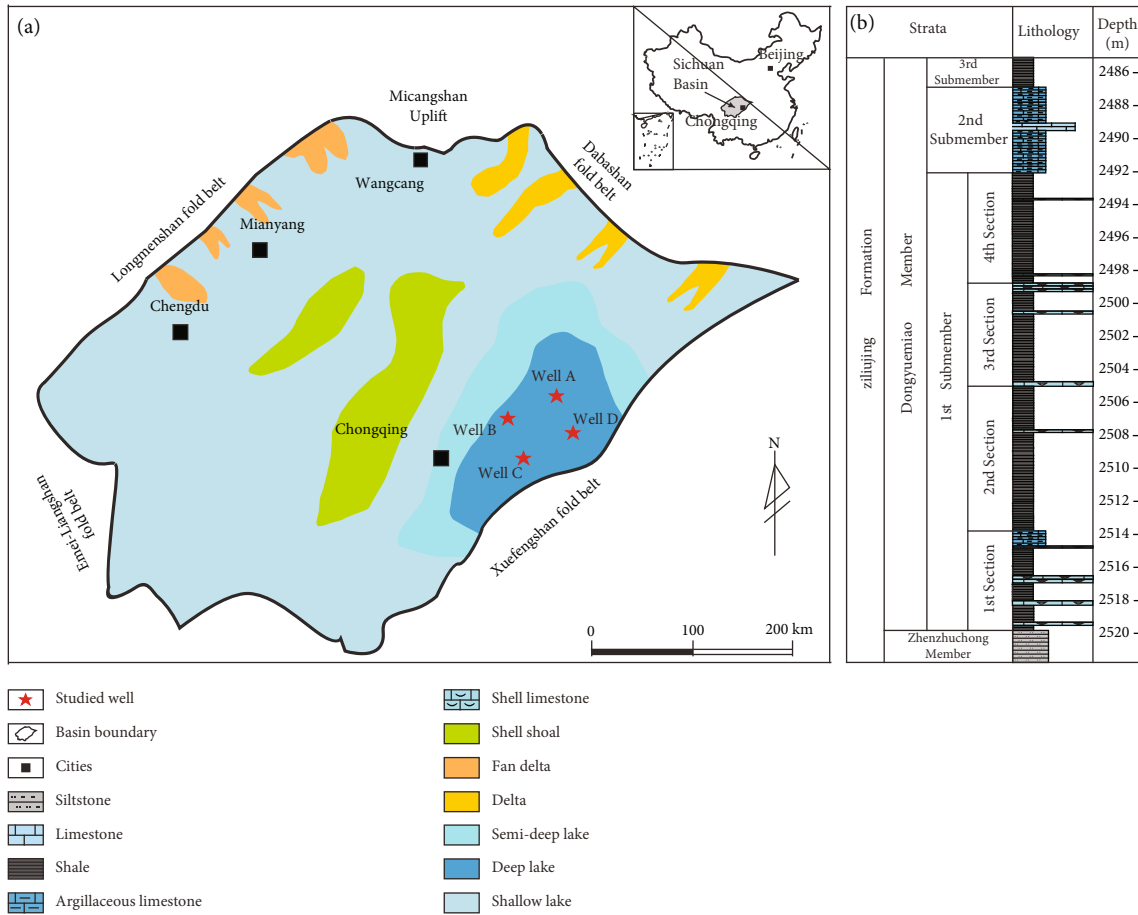 (a)
Micangshan
Uplift
Wangcang
Dabashan
fold belt
Longmenshan fold belt
Mianyang
Chengdu
Chongqing
Well A
Well B
Well D
Well C
Emei-Liangshan
fold belt
Xuefengshan fold belt
N
0
100
200 km
Beijing
Sichuan
Basin
Chongqing
(b)
Strata
Lithology
Depth
(m)
ziliujing Formation
Dongyuemiao Member
1st Submember
3rd
Submember
2nd
Submember
4th Section
3rd Section
2nd Section
1st Section
Zhenzhuchong
Member
2486
2488
2490
2492
2494
2496
2498
2500
2502
2504
2506
2508
2510
2512
2514
2516
2518
2520
Studied well
Basin boundary
Cities
Siltstone
Limestone
Shale
Argillaceous limestone
Shell limestone
Shell shoal
Fan delta
Delta
Semi-deep lake
Deep lake
Shallow lake